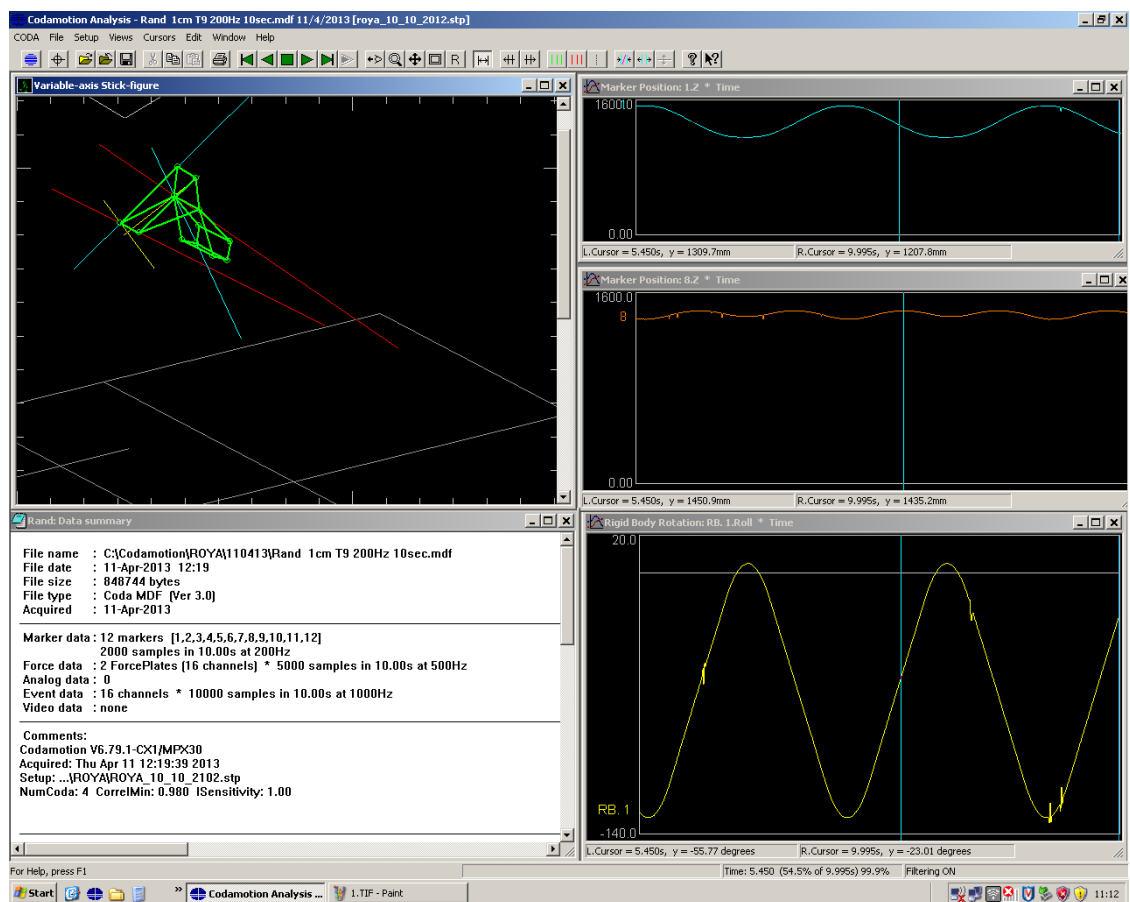 Codamotion Analysis - Rand 1cm T9 200Hz 10sec.mdf 11/4/2013 [roya_10_10_2012.stp]
CODA File Setup Views Cursors Edit Window Help
R
Variable-axis Stick-figure
Marker Position: 1.Z * Time
0.00
L.Cursor = 5.450s, y = 1309.7mm R.Cursor = 9.995s, y = 1207.8mm
Marker Position: 8.Z * Time
1600.0
8
0.00
L.Cursor = 5.450s, y = 1450.9mm R.Cursor = 9.995s, y = 1435.2mm
Rand: Data summary
File name : C:\Codamotion\ROYA\110413\Rand 1cm T9 200Hz 10sec.mdf
File date : 11-Apr-2013 12:19
File size : 848744 bytes
File type : Coda MDF (Ver 3.0)
Acquired : 11-Apr-2013
Marker data : 12 markers [1,2,3,4,5,6,7,8,9,10,11,12]
2000 samples in 10.00s at 200Hz
Force data : 2 ForcePlates (16 channels) * 5000 samples in 10.00s at 500Hz
Analog data : 0
Event data : 16 channels * 10000 samples in 10.00s at 1000Hz
Video data : none
Comments:
Codamotion V6.79.1-CX1/MPX30
Acquired: Thu Apr 11 12:19:39 2013
Setup: ...\ROYA\ROYA_10_10_2102.stp
NumCoda: 4 CorrelMin: 0.980 ISensitivity: 1.00
Rigid Body Rotation: RB. 1.Roll * Time
20.0
RB. 1
-140.0
L.Cursor = 5.450s, y = -55.77 degrees R.Cursor = 9.995s, y = -23.01 degrees
For Help, press F1 Time: 5.450 (54.5% of 9.995s) 99.9% Filtering ON
Start » Codamotion Analysis ... 1.TIF - Paint 11:12